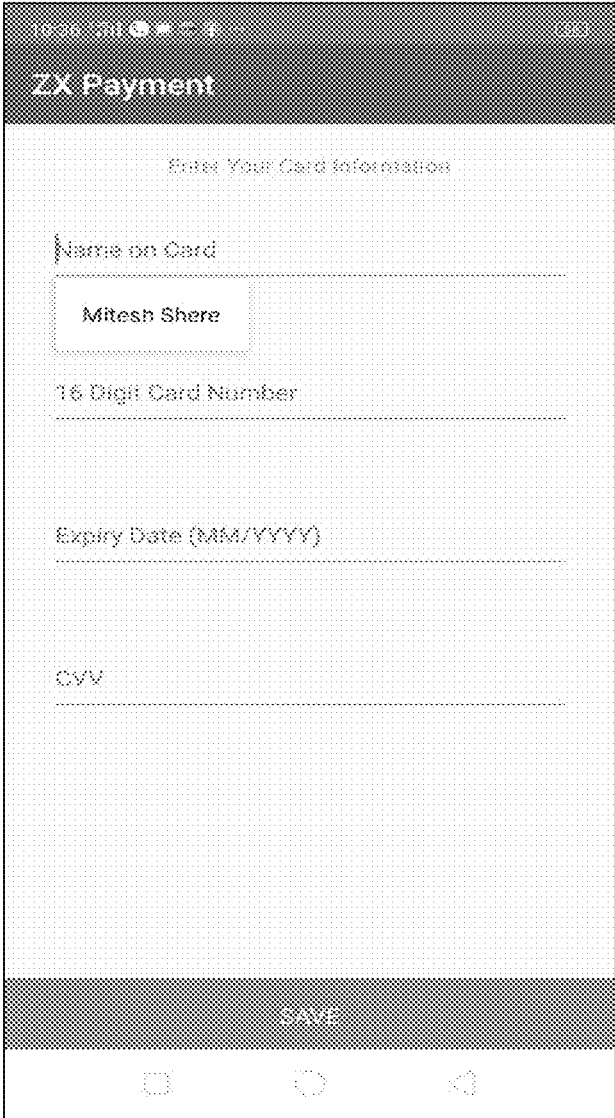 ZX Payment
Enter Your Card Information
Name on Card
Mitesh Shere
16 Digit Card Number
Expiry Date (MM/YYYY)
CVV
SAVE